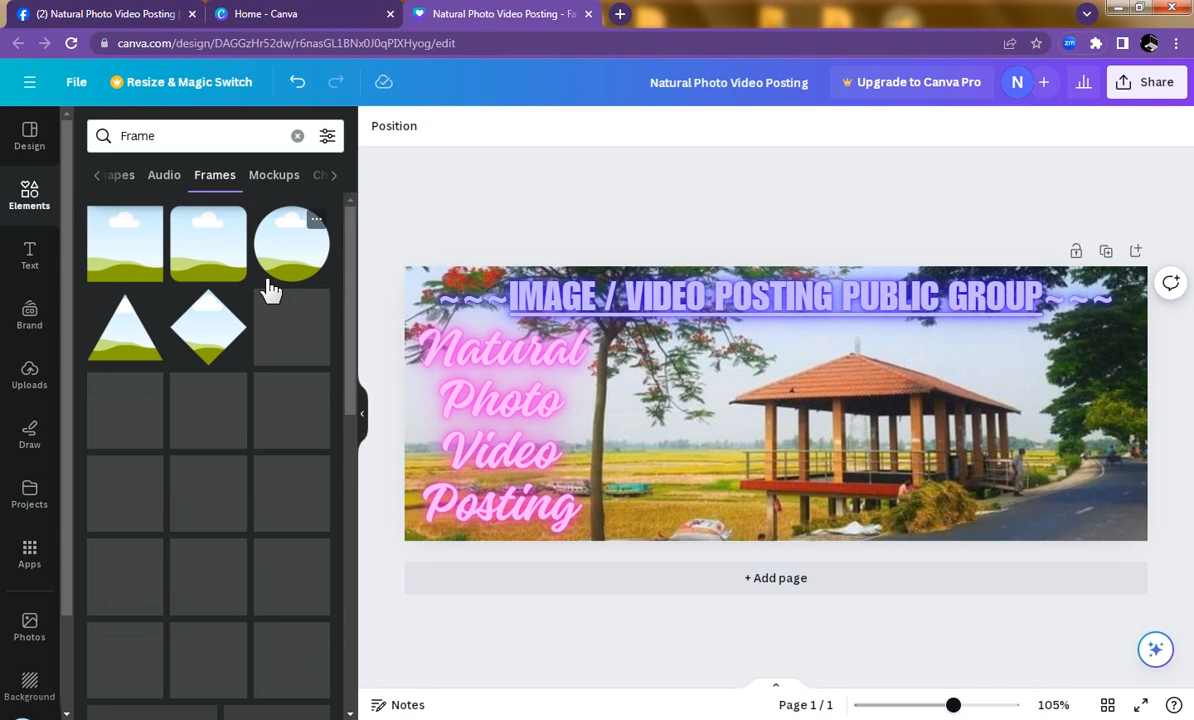 (2) Natural Photo Video Posting |
Home - Canva
Natural Photo Video Posting - Fa
canva.com/design/DAGGzHr52dw/r6nasGL1BNx0J0qPIXHyog/edit
zm
File
Resize & Magic Switch
Natural Photo Video Posting
Upgrade to Canva Pro
N
Share
Design
Elements
Text
Brand
Uploads
Draw
Projects
Apps
Photos
Background
Frame
apes
Audio
Frames
Mockups
Ch
Position
~~~IMAGE / VIDEO POSTING PUBLIC GROUP~~~
Natural
Photo
Video
Posting
+ Add page
Notes
Page 1 / 1
105%